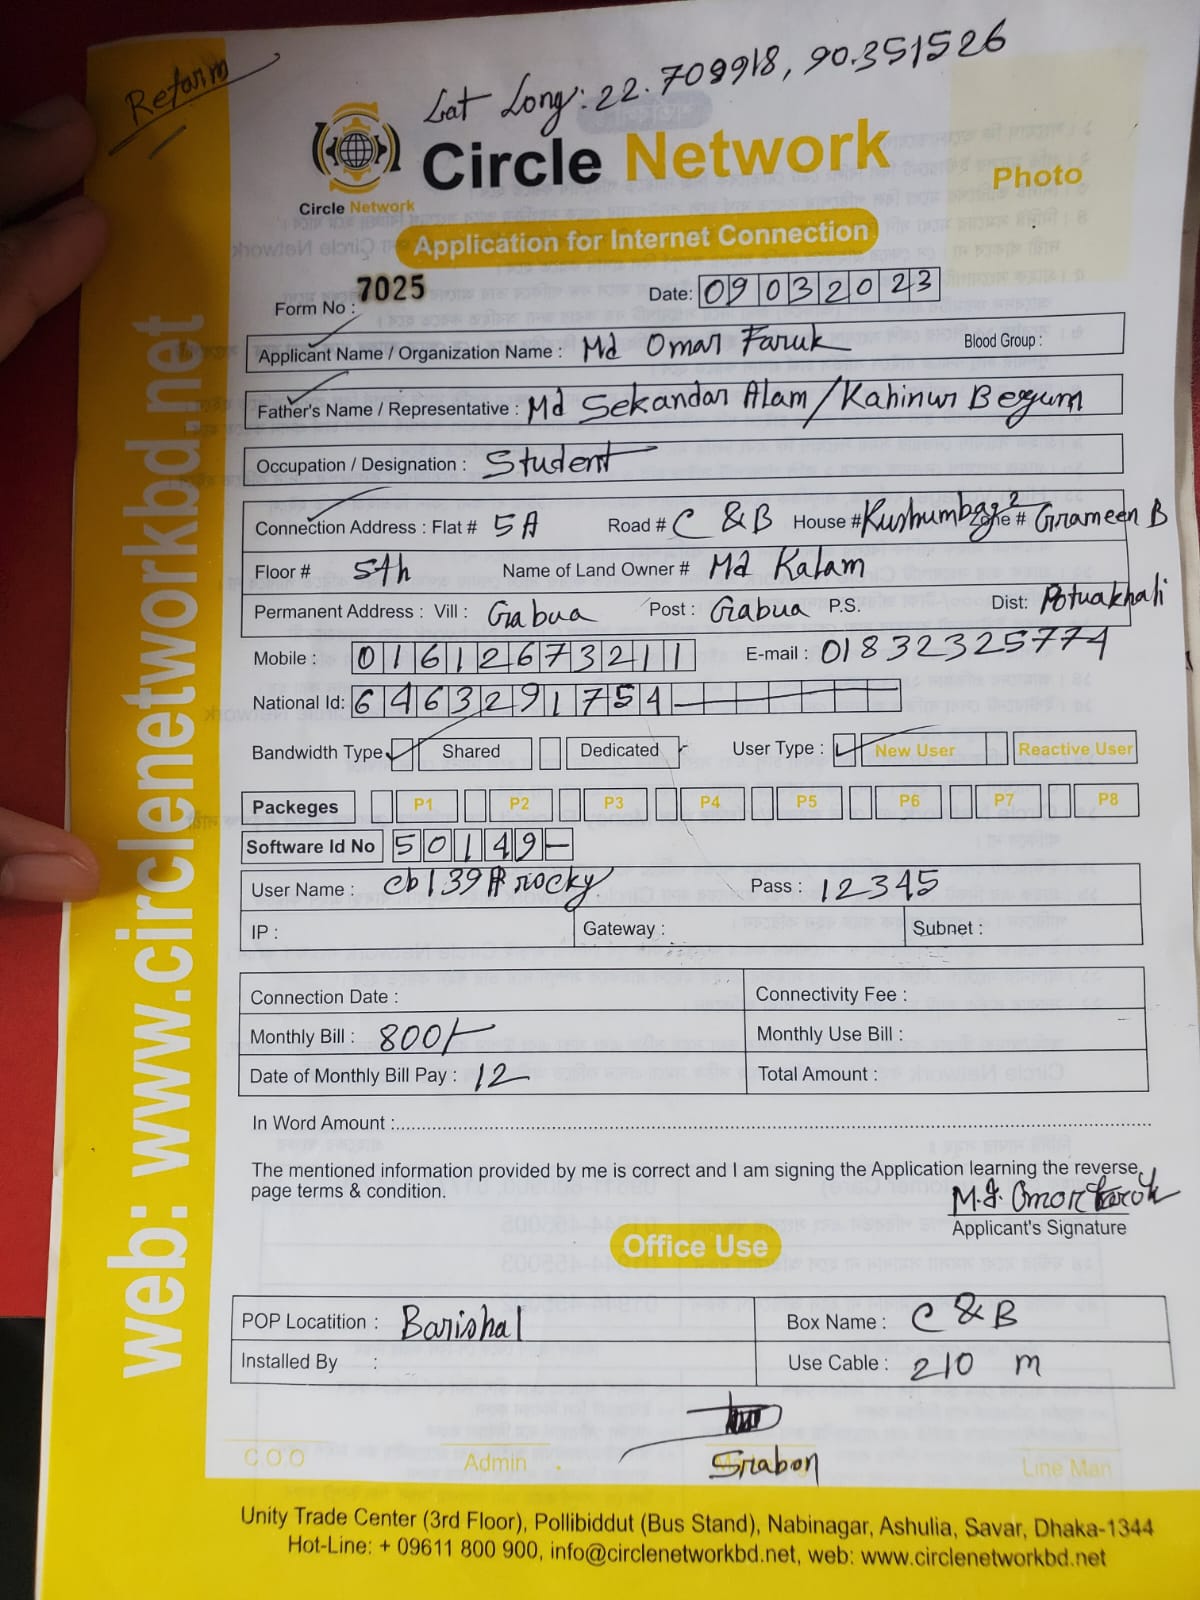 Reform
Lat Long: 22.709918, 90.351526
Circle Network
Circle Network
Photo
Application for Internet Connection
Form No : 7025
Date: 09032023
Applicant Name / Organization Name : Md Omar Faruk Blood Group :
Father's Name / Representative : Md Sekandar Alam / Kahinur Begum
Occupation / Designation : Student
Connection Address : Flat # 5A Road # C & B House # Kushumbag 2 Zone # Grameen B
Floor # 5th Name of Land Owner # Md Kalam
Permanent Address : Vill : Gabua Post : Gabua P.S. Dist: Potuakhali
Mobile : 01612673211 E-mail : 01832325774
National Id: 6463291754
Bandwidth Type Shared Dedicated User Type : New User Reactive User
Packeges P1 P2 P3 P4 P5 P6 P7 P8
Software Id No 50149
User Name : Pass : 12345
IP : Gateway : Subnet :
Connection Date : Connectivity Fee :
Monthly Bill : 800/- Monthly Use Bill :
Date of Monthly Bill Pay : 12 Total Amount :
In Word Amount :
The mentioned information provided by me is correct and I am signing the Application learning the reverse
page terms & condition.
M.J. Omor Farok
Applicant's Signature
Office Use
POP Locatition : Barishal Box Name : C & B
Installed By : Use Cable : 210 m
C.O.O Admin Srabon Line Man
Unity Trade Center (3rd Floor), Pollibiddut (Bus Stand), Nabinagar, Ashulia, Savar, Dhaka-1344
Hot-Line: + 09611 800 900, info@circlenetworkbd.net, web: www.circlenetworkbd.net
web: www.circlenetworkbd.net